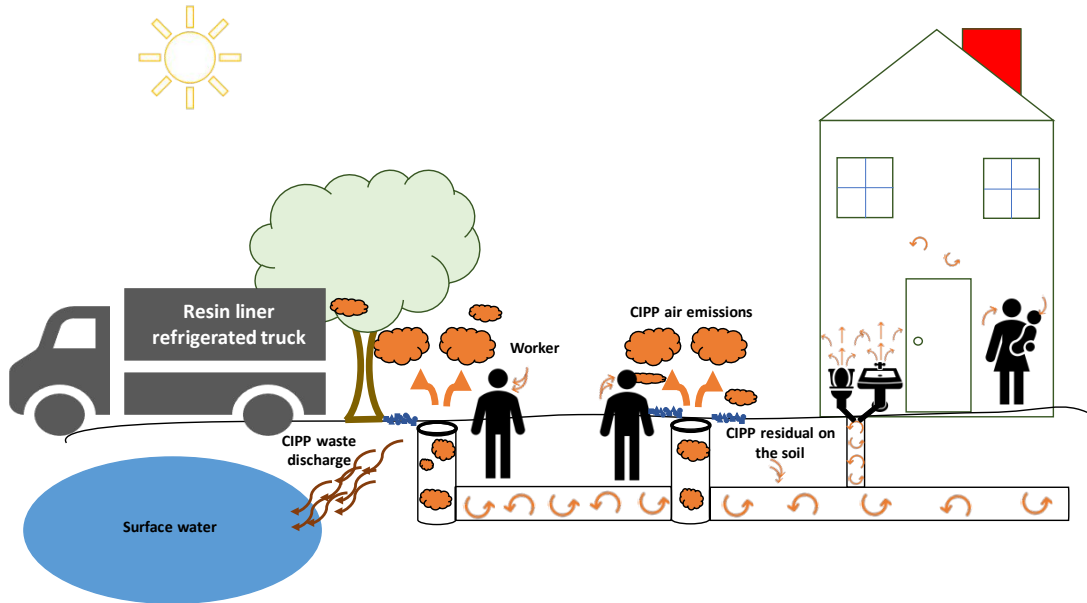 Resin liner
refrigerated truck
CIPP air emissions
Worker
CIPP waste
discharge
CIPP residual on
the soil
Surface water